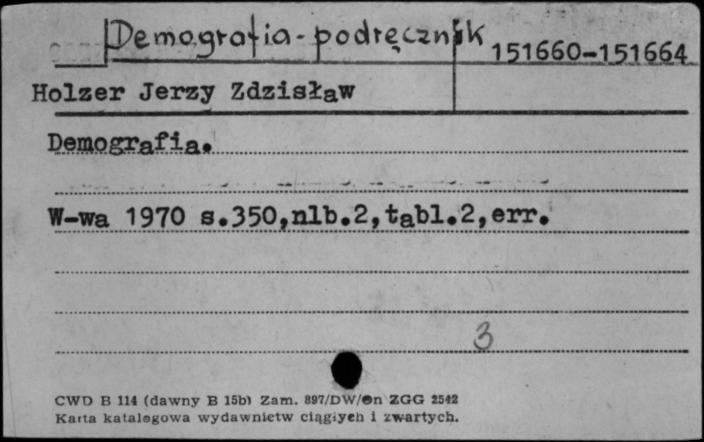 Demografia - podręcznik 151660-151664
Holzer Jerzy Zdzisław
Demografia.
W-wa 1970 s.350,nlb.2,tabl.2,err.
3
CWD B 114 (dawny B 15b) Zam. 897/DW/On ZGG 2542
Karta katalogowa wydawnictw ciągłych i zwartych.